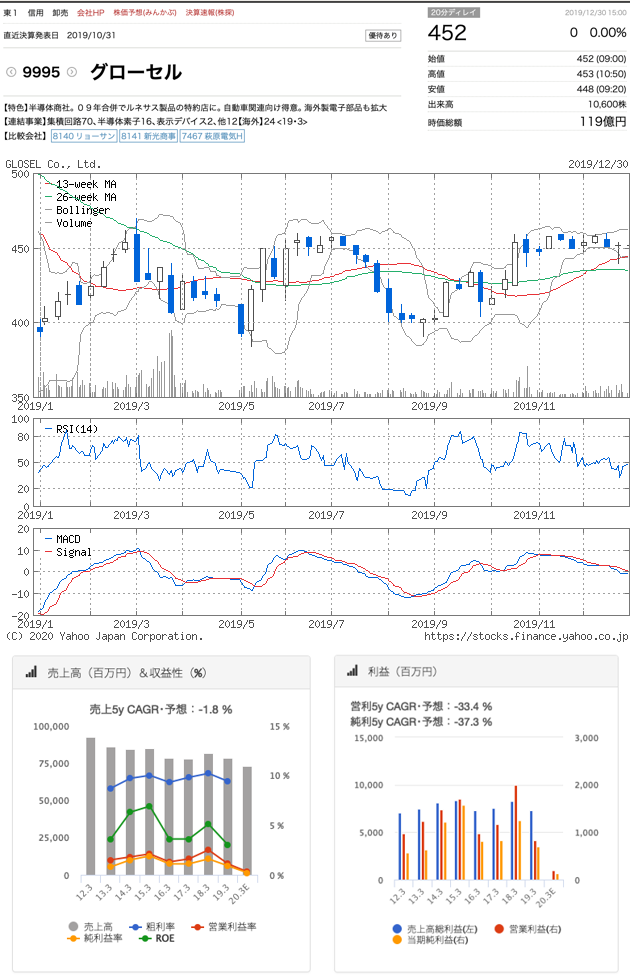 東1 信用 卸売 会社HP 株価予想(みんかぶ) 決算速報(株探)
直近決算発表日 2019/10/31 優待あり
9995 グローセル
【特色】半導体商社。０９年合併でルネサス製品の特約店に。自動車関連向け得意。海外製電子部品も拡大
【連結事業】集積回路70、半導体素子16、表示デバイス2、他12【海外】24 <19・3>
【比較会社】 8140 リョーサン 8141 新光商事 7467 萩原電気H
20分ディレイ 2019/12/30 15:00
452 0 0.00%
始値 452 (09:00)
高値 453 (10:50)
安値 448 (09:20)
出来高 10,600株
時価総額 119億円
GLOSEL Co., Ltd. 2019/12/30
500
450
400
350
13-week MA
26-week MA
Bollinger
Volume
2019/1 2019/3 2019/5 2019/7 2019/9 2019/11
100
80
50
20
0
RSI(14)
2019/1 2019/3 2019/5 2019/7 2019/9 2019/11
20
10
0
-10
-20
MACD
Signal
2019/1 2019/3 2019/5 2019/7 2019/9 2019/11
(C) 2020 Yahoo Japan Corporation. https://stocks.finance.yahoo.co.jp
売上高（百万円）＆収益性（%）
売上5y CAGR・予想：-1.8 %
100,000 15 %
75,000 10 %
50,000
25,000 5 %
0 0 %
12.3 13.3 14.3 15.3 16.3 17.3 18.3 19.3 20.3E
売上高 粗利率 営業利益率
純利益率 ROE
利益（百万円）
営利5y CAGR・予想：-33.4 %
純利5y CAGR・予想：-37.3 %
15,000 3,000
10,000 2,000
5,000 1,000
0 0
12.3 13.3 14.3 15.3 16.3 17.3 18.3 19.3 20.3E
売上高総利益(左) 営業利益(右)
当期純利益(右)